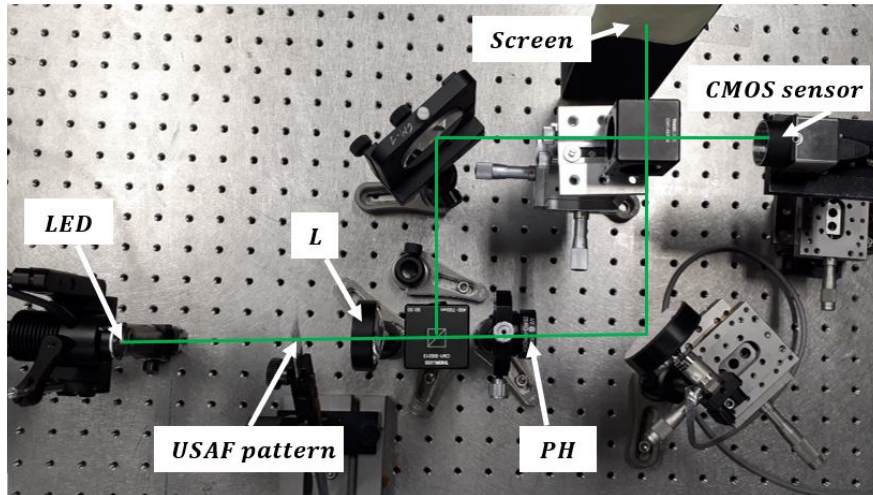 Screen
CMOS sensor
LED
L
USAF pattern
PH